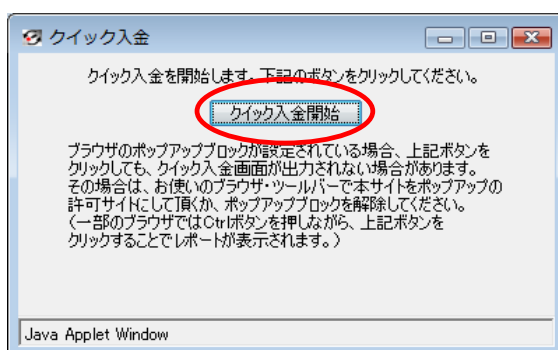 クイック入金
クイック入金を開始します。下記のボタンをクリックしてください。
クイック入金開始
ブラウザのポップアップブロックが設定されている場合、上記ボタンを
クリックしても、クイック入金画面が出力されない場合があります。
その場合は、お使いのブラウザ・ツールバーで本サイトをポップアップの
許可サイトにして頂くか、ポップアップブロックを解除してください。
（一部のブラウザではCtrlボタンを押しながら、上記ボタンを
クリックすることでレポートが表示されます。）
Java Applet Window